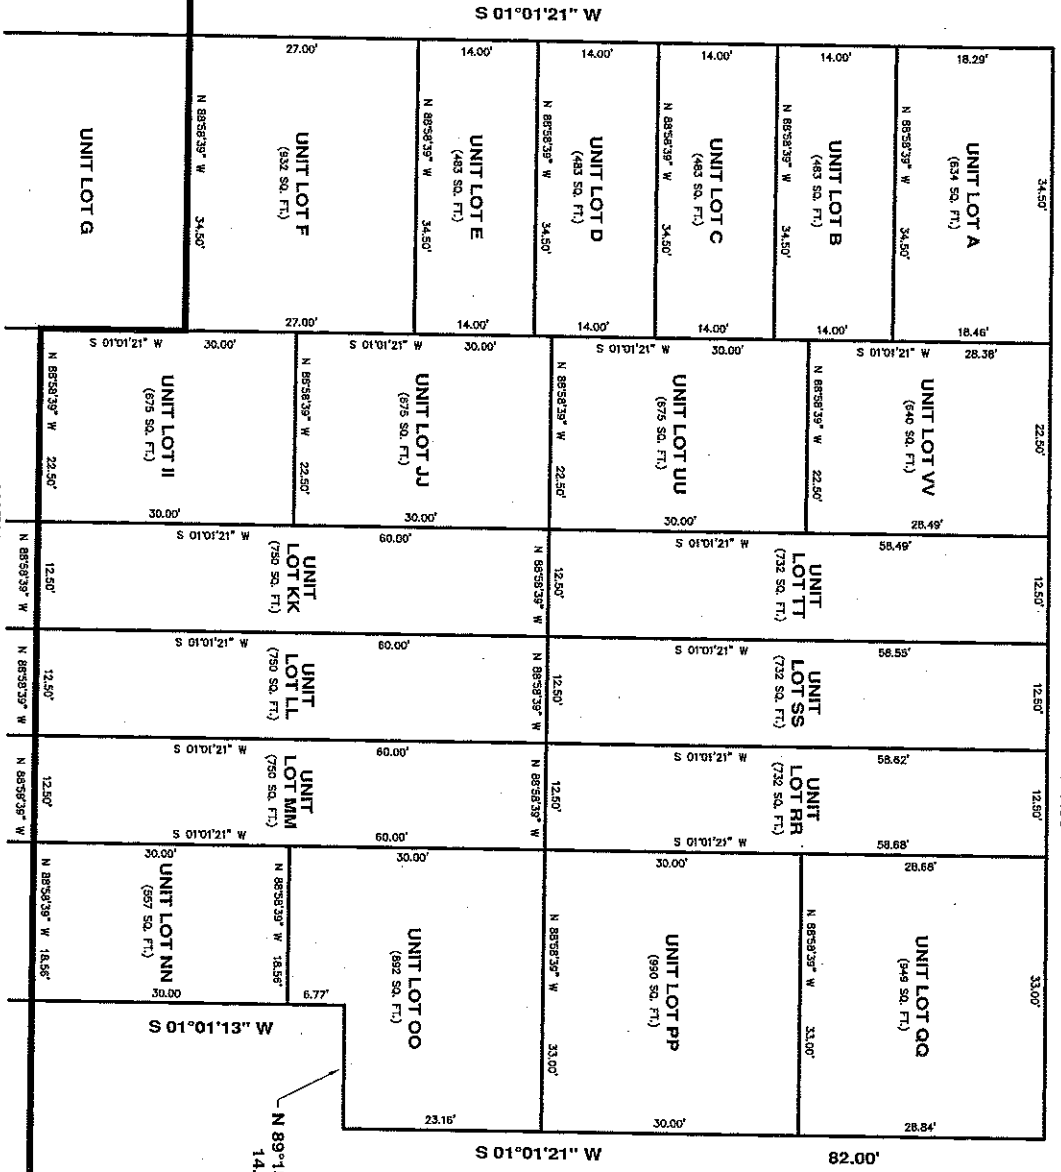 S 01°01'21" W
27.00'
14.00'
14.00'
14.00'
14.00'
18.29'
34.50'
UNIT LOT G
N 88°58'39" W 34.50'
UNIT LOT F
(932 SQ. FT.)
N 88°58'39" W 34.50'
UNIT LOT E
(483 SQ. FT.)
N 88°58'39" W 34.50'
UNIT LOT D
(483 SQ. FT.)
N 88°58'39" W 34.50'
UNIT LOT C
(483 SQ. FT.)
N 88°58'39" W 34.50'
UNIT LOT B
(483 SQ. FT.)
N 88°58'39" W 34.50'
UNIT LOT A
(634 SQ. FT.)
27.00'
14.00'
14.00'
14.00'
14.00'
18.46'
S 01°01'21" W 30.00'
S 01°01'21" W 30.00'
S 01°01'21" W 30.00'
S 01°01'21" W 28.38'
N 88°58'39" W 22.50'
UNIT LOT II
(675 SQ. FT.)
N 88°58'39" W 22.50'
UNIT LOT JJ
(675 SQ. FT.)
N 88°58'39" W 22.50'
UNIT LOT UU
(675 SQ. FT.)
N 88°58'39" W 22.50'
UNIT LOT VV
(640 SQ. FT.)
22.50'
30.00'
30.00'
30.00'
28.49'
S 01°01'21" W 60.00'
S 01°01'21" W 58.49'
N 88°58'39" W
12.50'
UNIT
LOT KK
(750 SQ. FT.)
N 88°58'39" W
12.50'
UNIT
LOT TT
(732 SQ. FT.)
12.50'
S 01°01'21" W 60.00'
S 01°01'21" W 58.55'
N 88°58'39" W
12.50'
UNIT
LOT LL
(750 SQ. FT.)
N 88°58'39" W
12.50'
UNIT
LOT SS
(732 SQ. FT.)
12.50'
S 01°01'21" W 60.00'
S 01°01'21" W 58.62'
N 88°58'39" W
12.50'
UNIT
LOT MM
(750 SQ. FT.)
N 88°58'39" W
12.50'
UNIT
LOT RR
(732 SQ. FT.)
12.50'
S 01°01'21" W 60.00'
S 01°01'21" W 58.68'
30.00'
30.00'
30.00'
28.68'
N 88°58'39" W 18.56'
UNIT LOT NN
(557 SQ. FT.)
N 88°58'39" W 18.56'
UNIT LOT OO
(892 SQ. FT.)
N 88°58'39" W 33.00'
UNIT LOT PP
(990 SQ. FT.)
N 88°58'39" W 33.00'
UNIT LOT QQ
(949 SQ. FT.)
33.00'
30.00
6.77'
S 01°01'13" W
23.16'
30.00'
28.84'
N 89°1
14.
S 01°01'21" W
82.00'